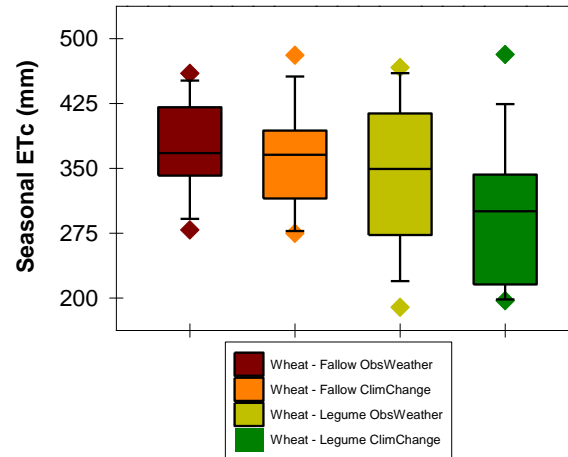 500
425
350
275
200
Seasonal ETc (mm)
Wheat - Fallow ObsWeather
Wheat - Fallow ClimChange
Wheat - Legume ObsWeather
Wheat - Legume ClimChange